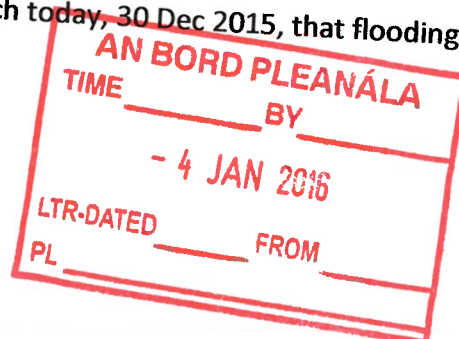 ch today, 30 Dec 2015, that flooding
AN BORD PLEANÁLA
TIME BY
- 4 JAN 2016
LTR-DATED FROM
PL